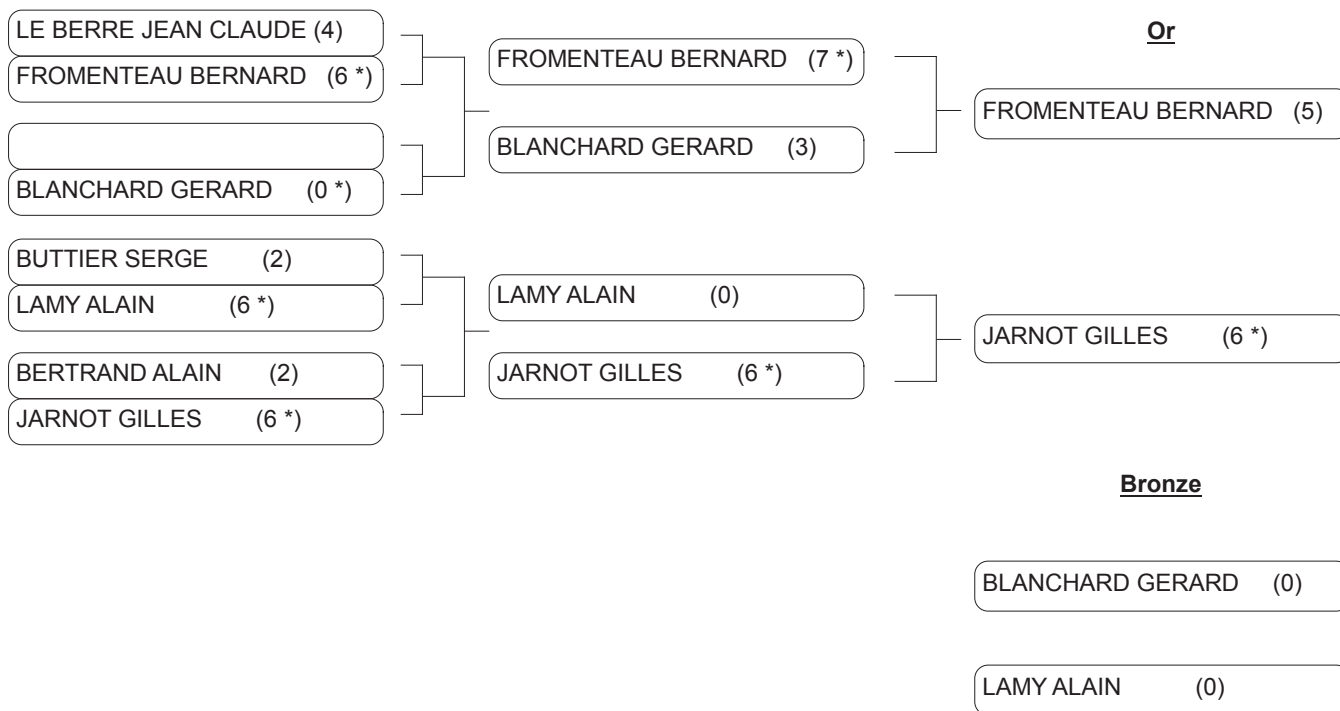 LE BERRE JEAN CLAUDE (4)
FROMENTEAU BERNARD (6 *)
BLANCHARD GERARD (0 *)
BUTTIER SERGE (2)
LAMY ALAIN (6 *)
BERTRAND ALAIN (2)
JARNOT GILLES (6 *)
FROMENTEAU BERNARD (7 *)
BLANCHARD GERARD (3)
LAMY ALAIN (0)
JARNOT GILLES (6 *)
Or
FROMENTEAU BERNARD (5)
JARNOT GILLES (6 *)
Bronze
BLANCHARD GERARD (0)
LAMY ALAIN (0)